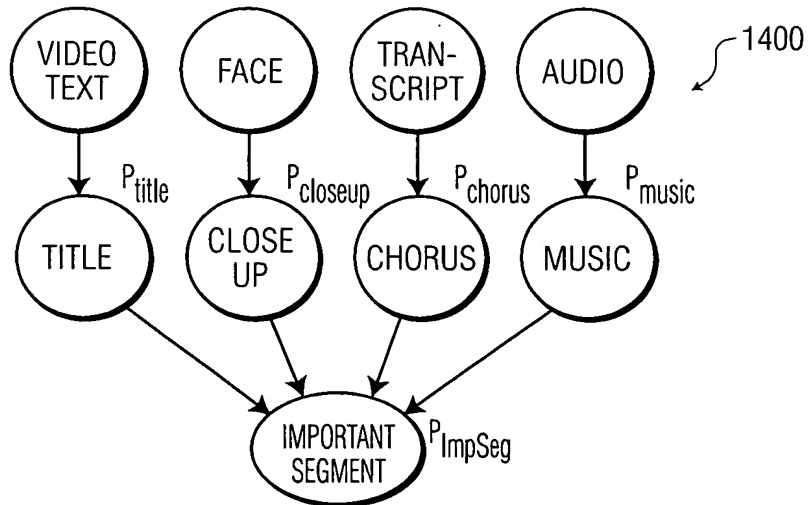 VIDEO
TEXT
FACE
TRAN-
SCRIPT
AUDIO
1400
Ptitle
Pcloseup
Pchorus
Pmusic
TITLE
CLOSE
UP
CHORUS
MUSIC
IMPORTANT
SEGMENT
PImpSeg